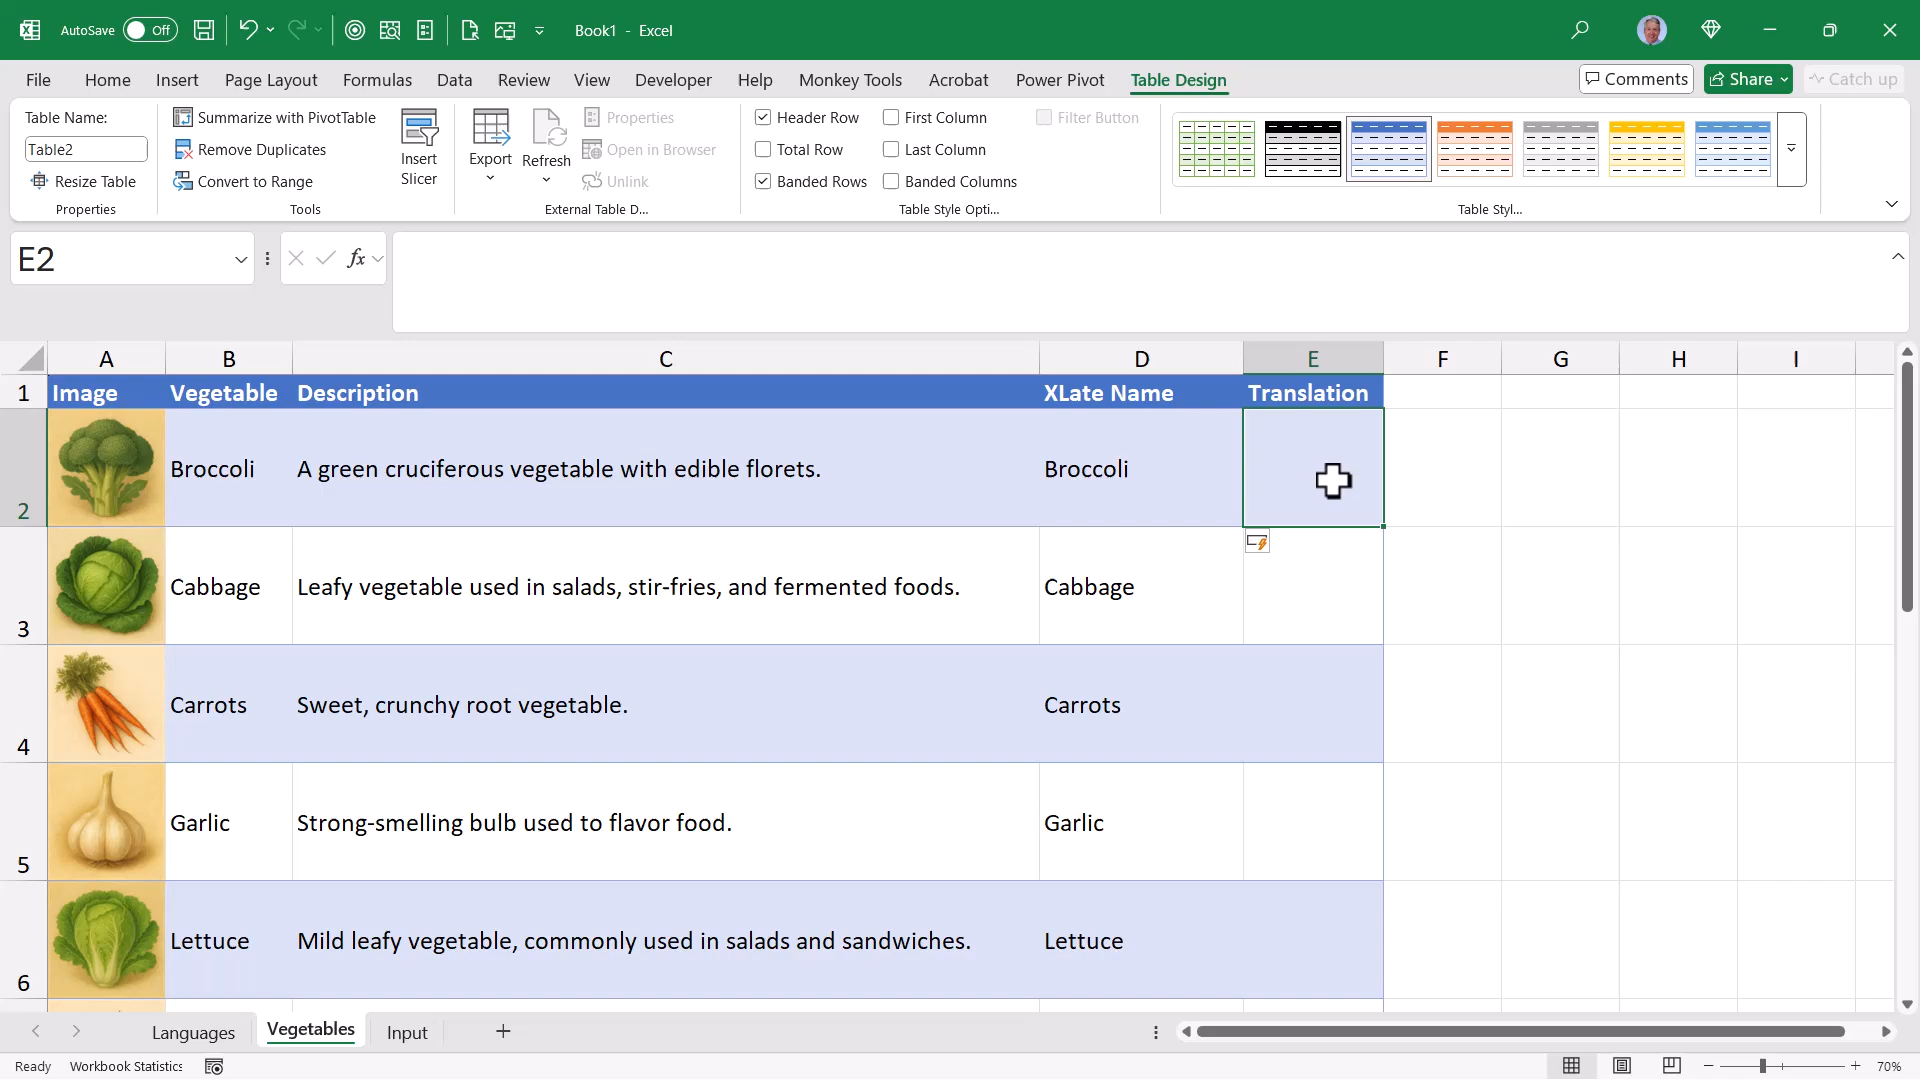 AutoSave Off Book1 - Excel
File Home Insert Page Layout Formulas Data Review View Developer Help Monkey Tools Acrobat Power Pivot Table Design Comments Share Catch up
Table Name:
Table2
Resize Table
Properties
Summarize with PivotTable
Remove Duplicates
Convert to Range
Tools
Insert
Slicer
Export
Refresh
Properties
Open in Browser
Unlink
External Table D...
Header Row
Total Row
Banded Rows
First Column
Last Column
Banded Columns
Filter Button
Table Style Opti...
Table Styl...
E2
fx
A B C D E F G H I
1 Image Vegetable Description XLate Name Translation
2 Broccoli A green cruciferous vegetable with edible florets. Broccoli
3 Cabbage Leafy vegetable used in salads, stir-fries, and fermented foods. Cabbage
4 Carrots Sweet, crunchy root vegetable. Carrots
5 Garlic Strong-smelling bulb used to flavor food. Garlic
6 Lettuce Mild leafy vegetable, commonly used in salads and sandwiches. Lettuce
Languages Vegetables Input
Ready Workbook Statistics 70%